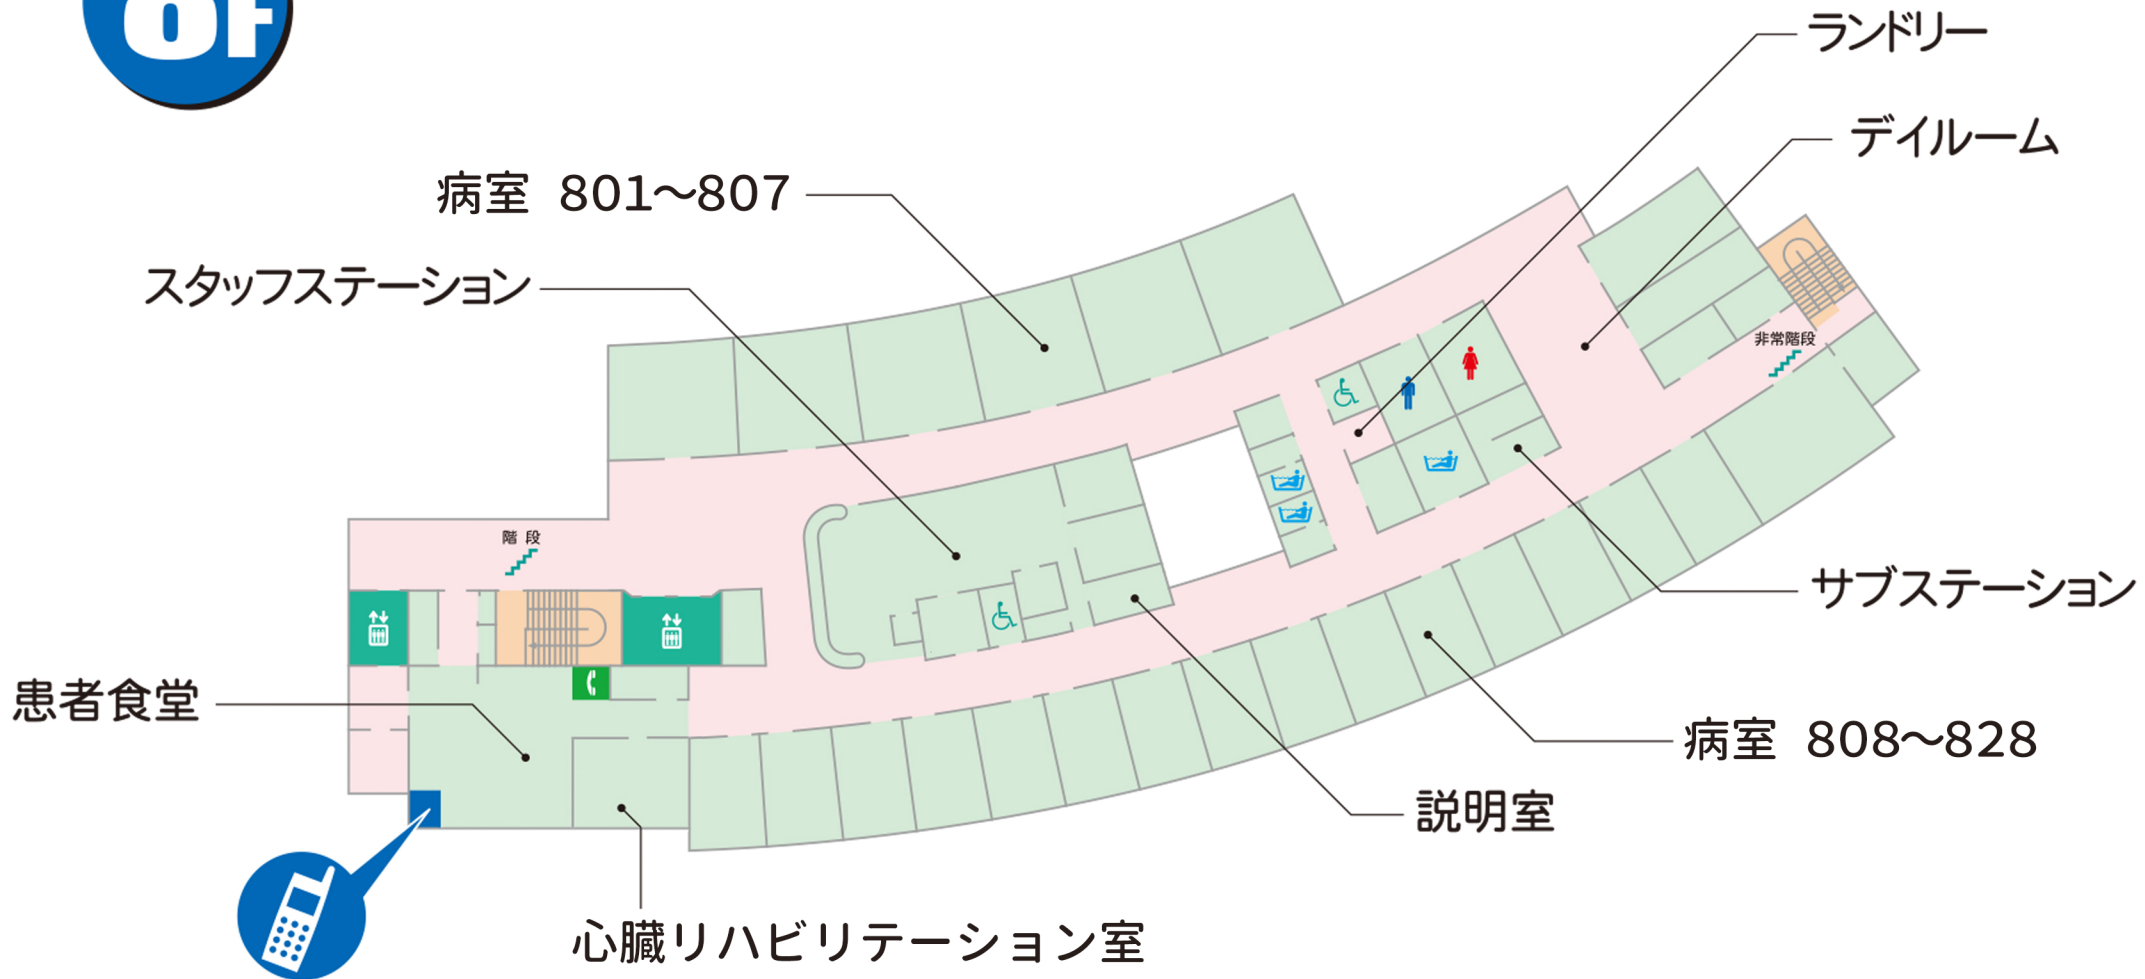 8F
ランドリー
デイルーム
病室 801～807
スタッフステーション
非常階段
階 段
サブステーション
患者食堂
病室 808～828
説明室
心臓リハビリテーション室